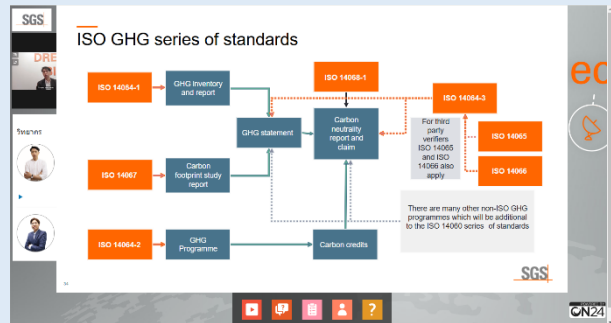 SGS
ISO GHG series of standards
ISO 14064-1
GHG Inventory
and report
ISO 14068-1
ISO 14064-3
GHG statement
Carbon
neutrality
report and
claim
For third
party
verifiers
ISO 14065
and ISO
14066 also
apply
ISO 14065
ISO 14066
วิทยากร
ISO 14067
Carbon
footprint study
report
There are many other non-ISO GHG
programmes which will be additional
to the ISO 14060 series of standards
ISO 14064-2
GHG
Programme
Carbon credits
SGS
ON24